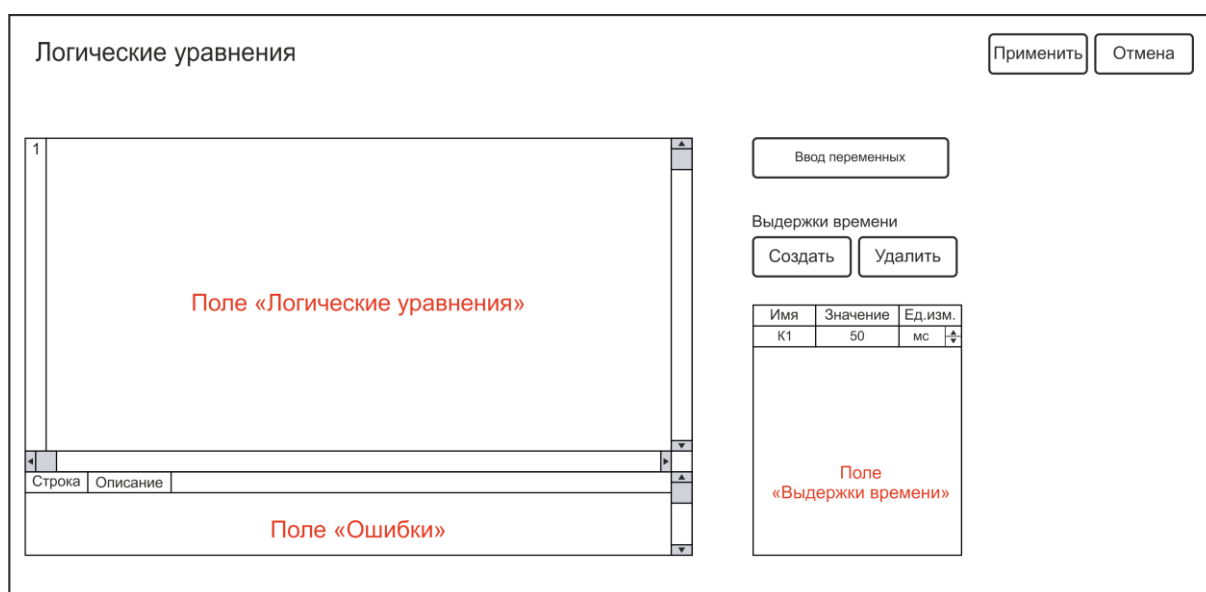 Логические уравнения
Применить
Отмена
1
Поле «Логические уравнения»
Строка Описание
Поле «Ошибки»
Ввод переменных
Выдержки времени
Создать
Удалить
Имя Значение Ед.изм.
К1 50 мс
Поле
«Выдержки времени»